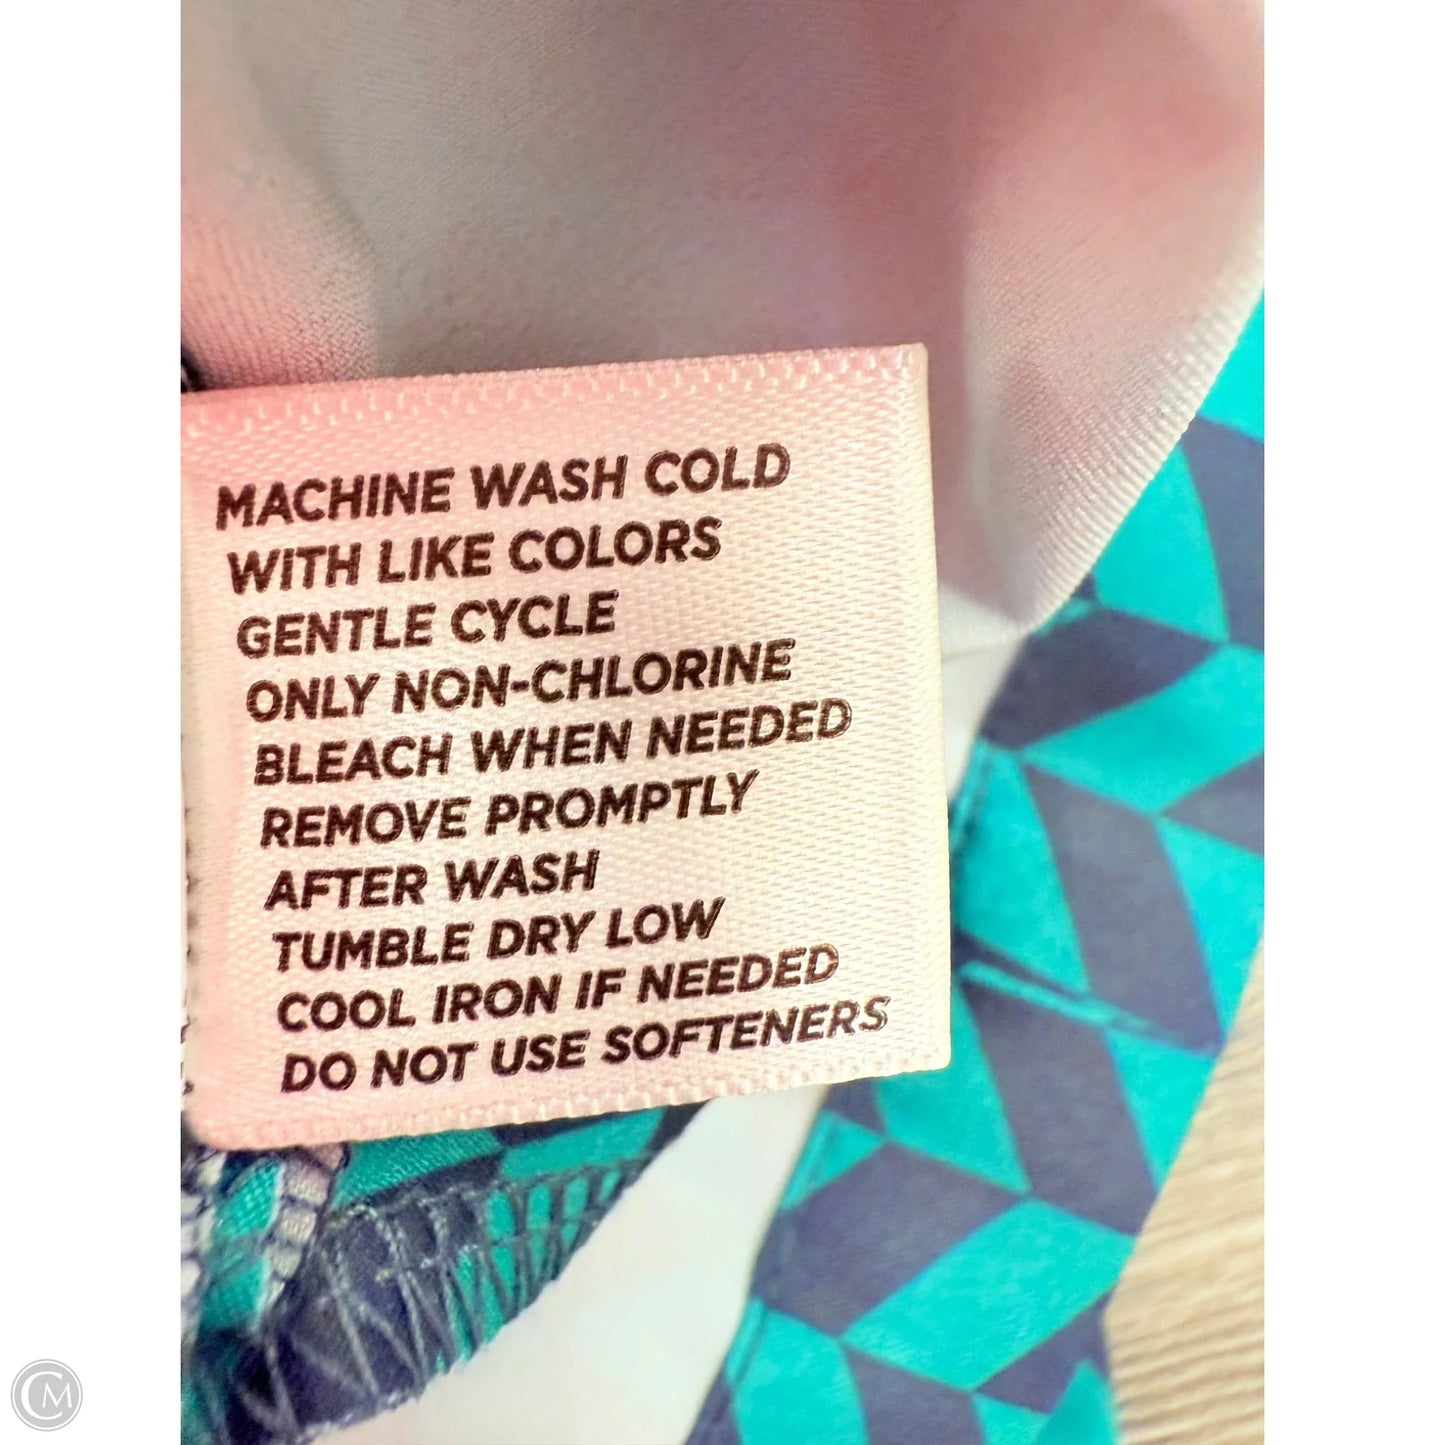 MACHINE WASH COLD
WITH LIKE COLORS
GENTLE CYCLE
ONLY NON-CHLORINE
BLEACH WHEN NEEDED
REMOVE PROMPTLY
AFTER WASH
TUMBLE DRY LOW
COOL IRON IF NEEDED
DO NOT USE SOFTENERS
CM